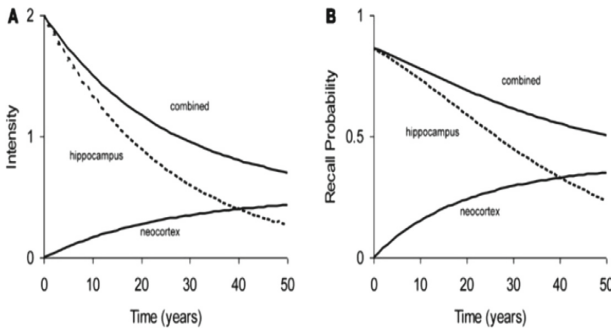 A
2
1
0
Intensity
combined
hippocampus
neocortex
0 10 20 30 40 50
Time (years)
B
1
0.5
0
Recall Probability
combined
hippocampus
neocortex
0 10 20 30 40 50
Time (years)